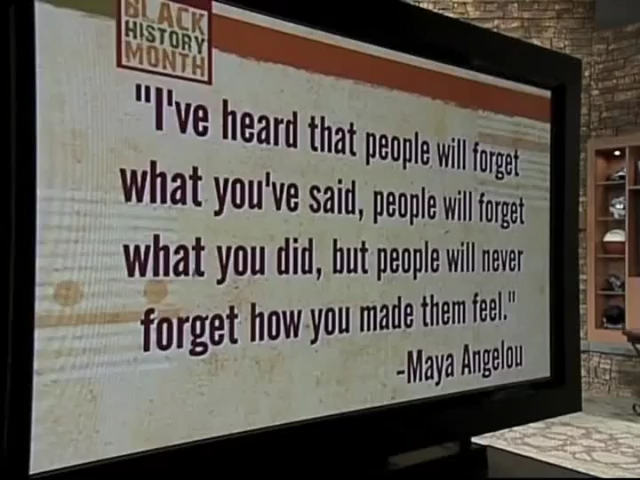 BLACK
HISTORY
MONTH
"I've heard that people will forget
what you've said, people will forget
what you did, but people will never
forget how you made them feel."
-Maya Angelou